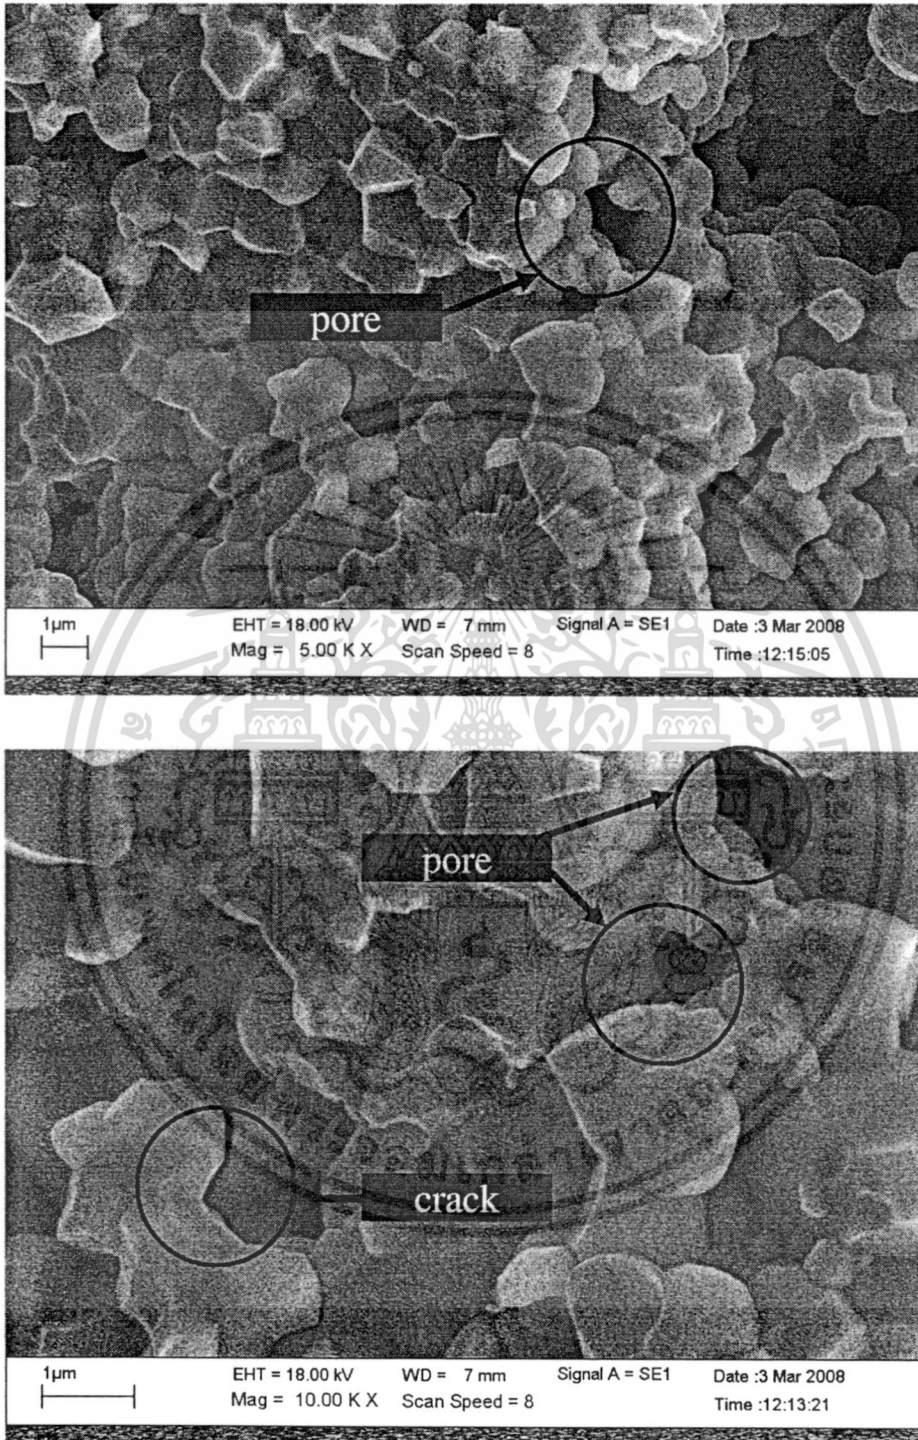 pore
1µm
EHT = 18.00 kV WD = 7 mm Signal A = SE1 Date :3 Mar 2008
Mag = 5.00 K X Scan Speed = 8 Time :12:15:05
pore
crack
1µm
EHT = 18.00 kV WD = 7 mm Signal A = SE1 Date :3 Mar 2008
Mag = 10.00 K X Scan Speed = 8 Time :12:13:21